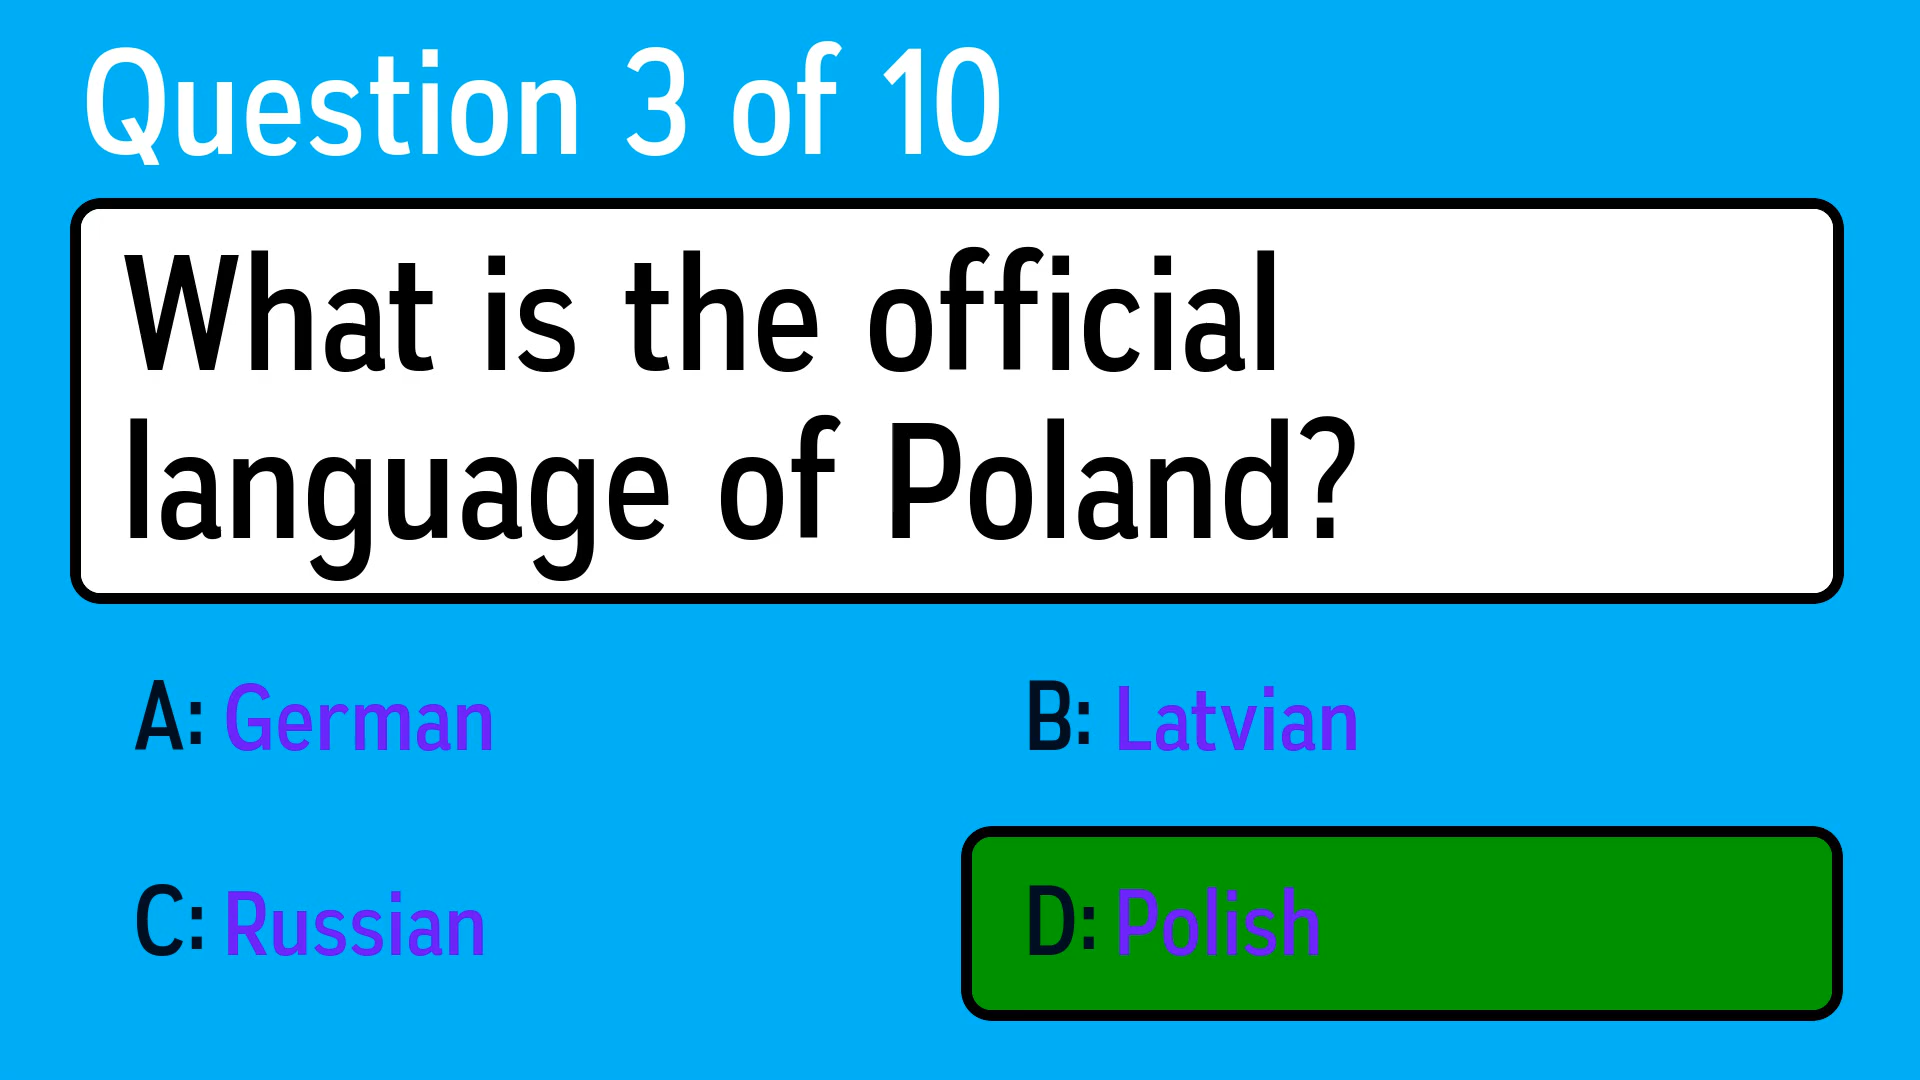 Question 3 of 10
What is the official
language of Poland?
A: German
B: Latvian
C: Russian
D: Polish